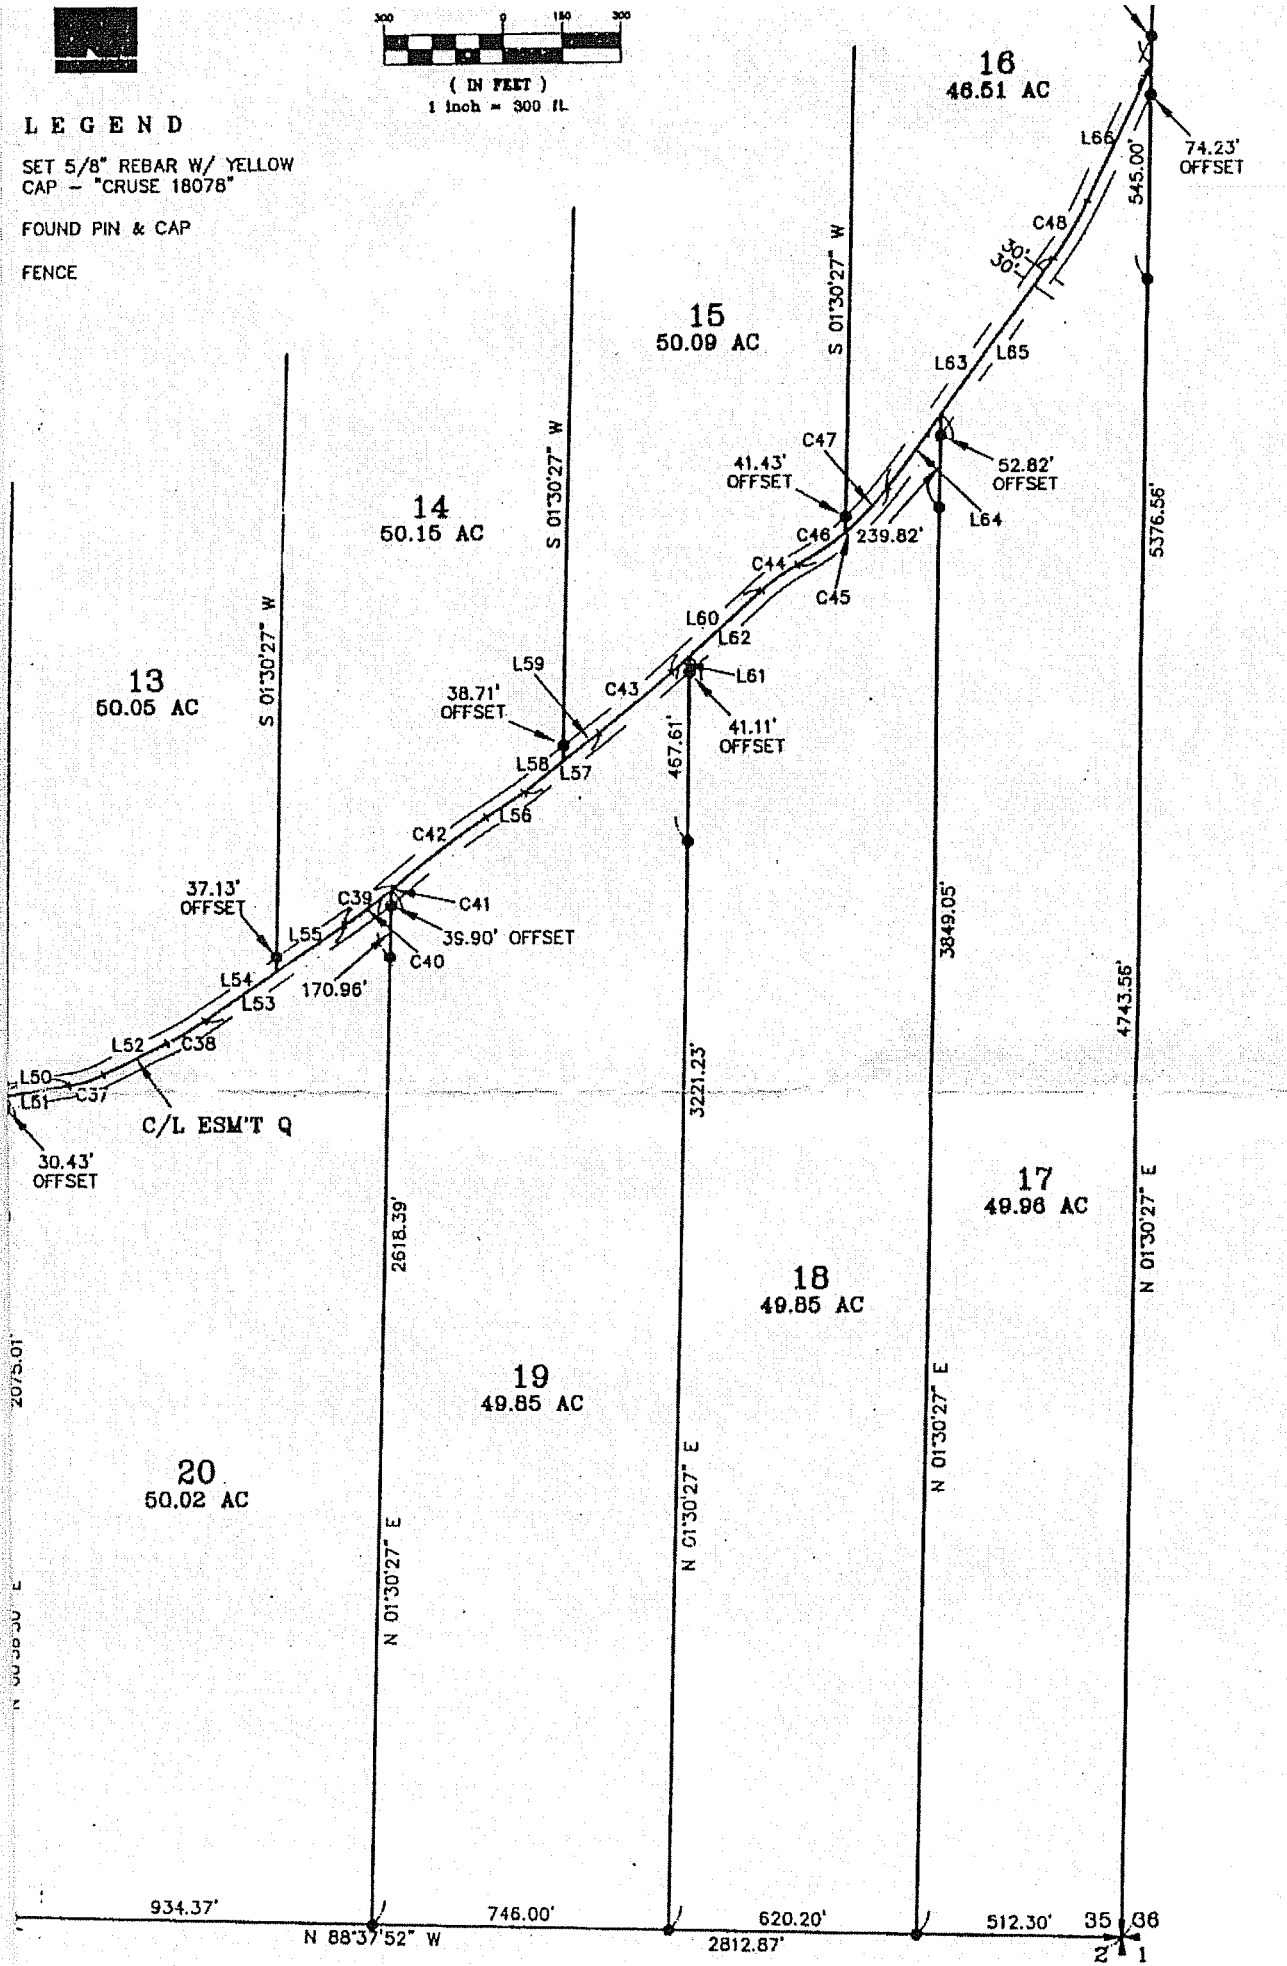 300 0 150 300
( IN FEET )
1 inch = 300 ft.
LEGEND
SET 5/8" REBAR W/ YELLOW
CAP - "CRUSE 18078"
FOUND PIN & CAP
FENCE
16
46.51 AC
L66
74.23'
OFFSET
545.00'
C48
30'
30'
15
50.09 AC
S 01°30'27" W
L63
L65
C47
41.43'
OFFSET
52.82'
OFFSET
L64
14
50.15 AC
S 01°30'27" W
C46
239.82'
C44
C45
5376.56'
L60
L62
13
50.05 AC
S 01°30'27" W
L59
38.71'
OFFSET
C43
L61
41.11'
OFFSET
467.61'
L58
L57
L56
C42
37.13'
OFFSET
C39
C41
39.90' OFFSET
C40
L55
170.96'
L54
L53
3849.05'
4743.56'
L52
C38
L50
C37
L51
C/L ESM'T Q
3221.23'
30.43'
OFFSET
17
49.96 AC
N 01°30'27" E
2618.39'
18
49.85 AC
2075.01'
19
49.85 AC
N 01°30'27" E
20
50.02 AC
N 01°30'27" E
N 01°30'27" E
934.37'
746.00'
620.20'
512.30'
35 36
N 88°37'52" W
2812.87'
2 1